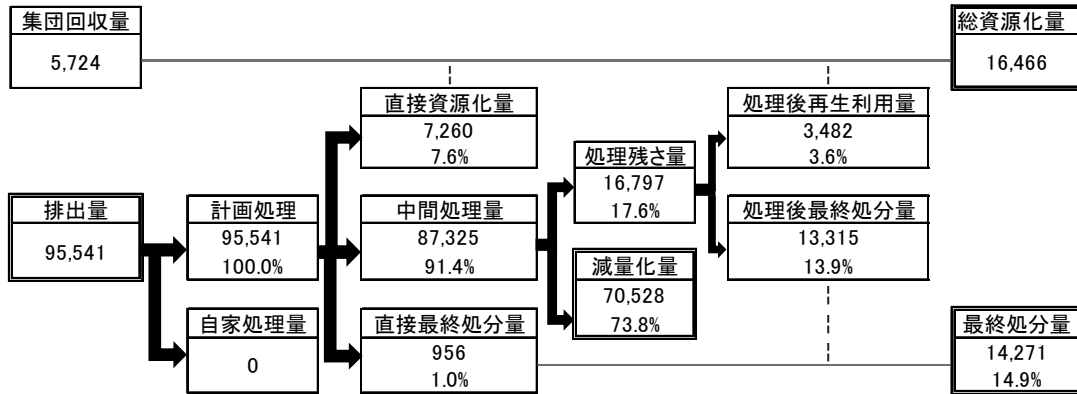 集団回収量
5,724
総資源化量
16,466
直接資源化量
7,260
7.6%
処理後再生利用量
3,482
3.6%
処理残さ量
16,797
17.6%
排出量
95,541
計画処理
95,541
100.0%
中間処理量
87,325
91.4%
処理後最終処分量
13,315
13.9%
減量化量
70,528
73.8%
自家処理量
0
直接最終処分量
956
1.0%
最終処分量
14,271
14.9%